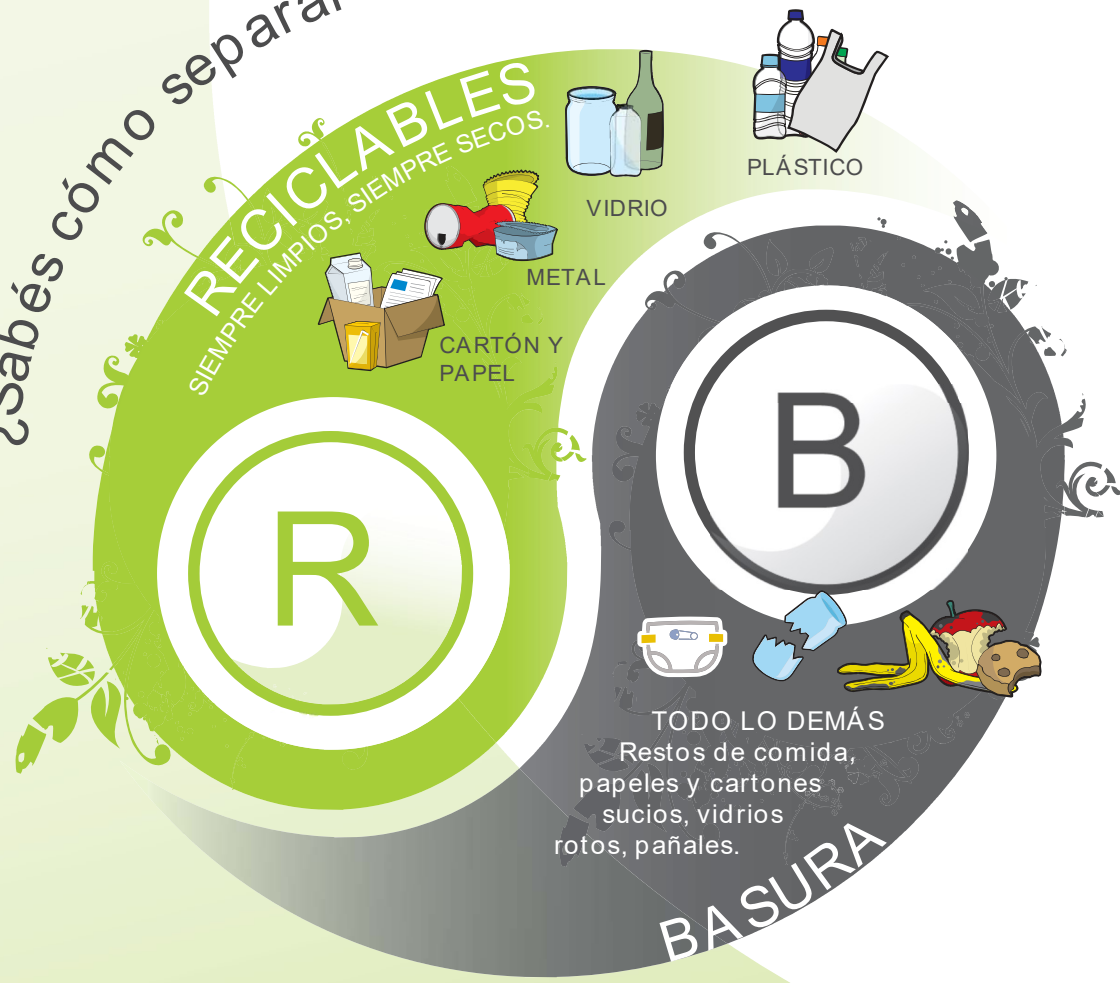 ¿Sabés cómo separar
RECICLABLES
SIEMPRE LIMPIOS, SIEMPRE SECOS.
PLÁSTICO
VIDRIO
METAL
CARTÓN Y
PAPEL
R
B
TODO LO DEMÁS
Restos de comida,
papeles y cartones
sucios, vidrios
rotos, pañales.
BASURA